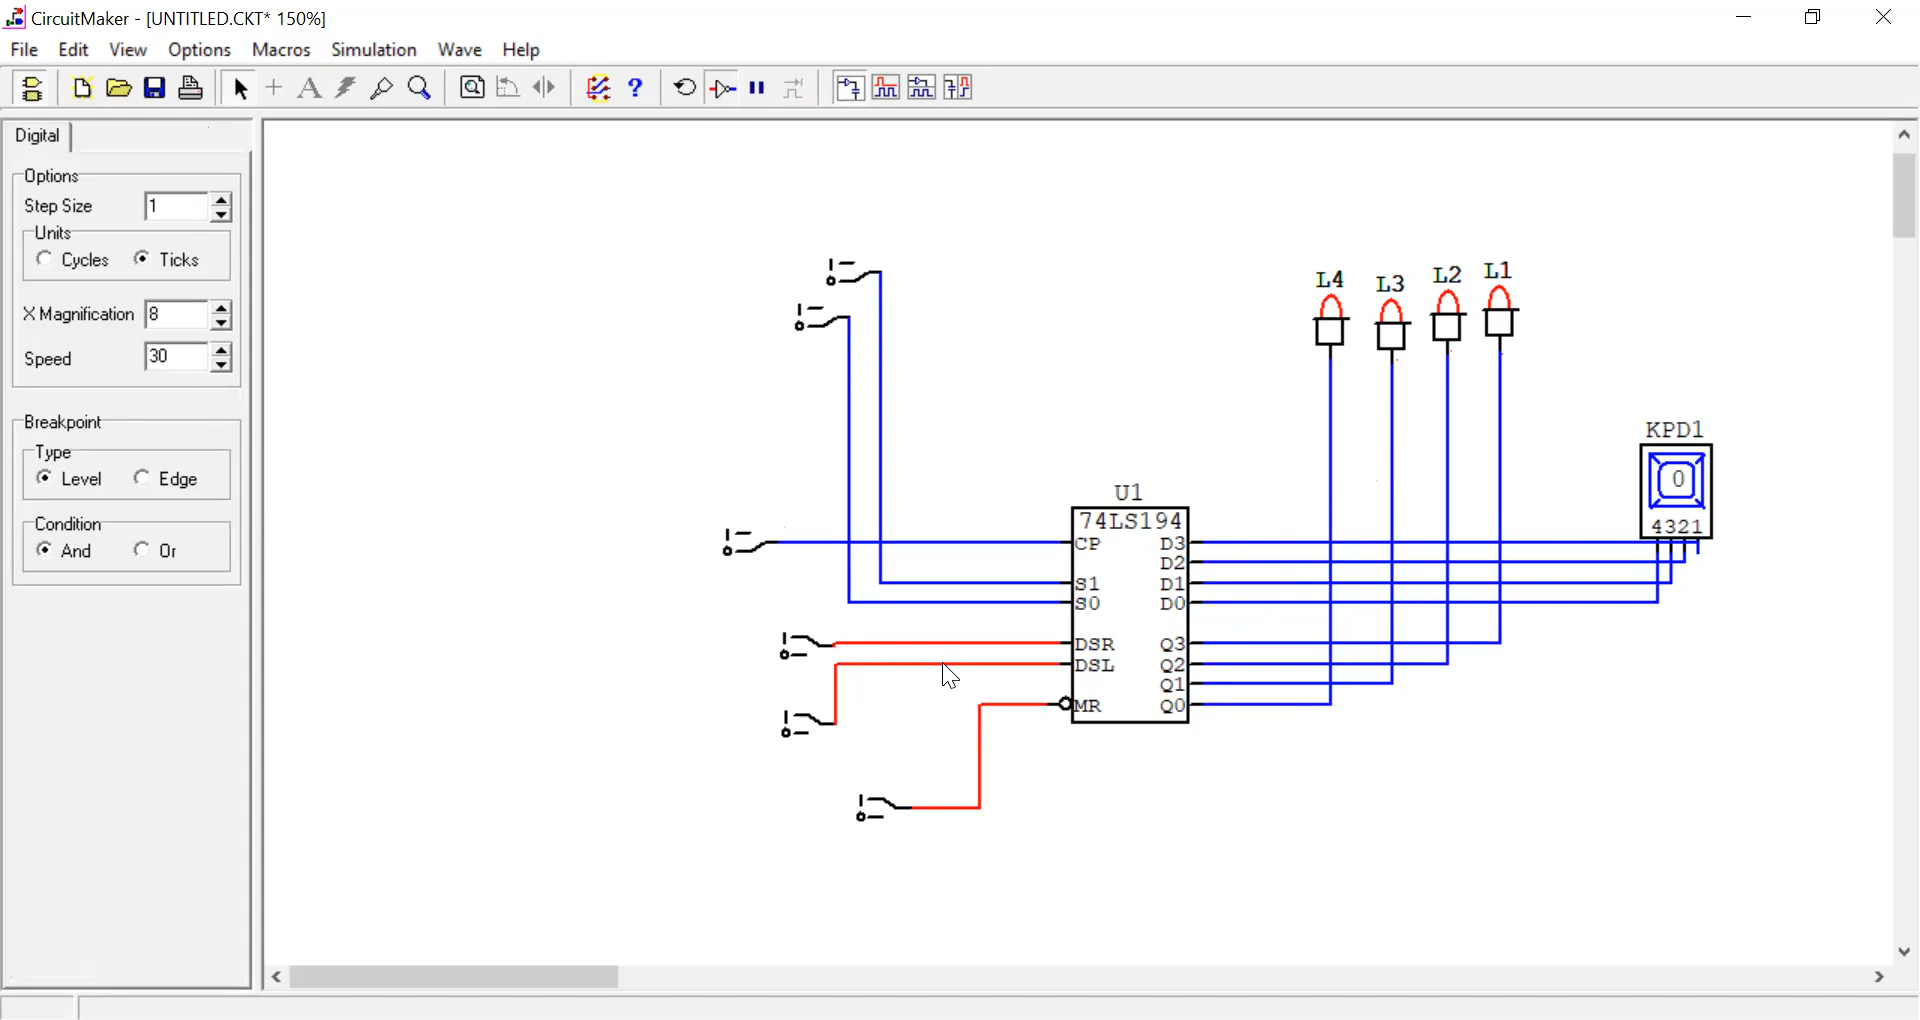 CircuitMaker - [UNTITLED.CKT* 150%]
File Edit View Options Macros Simulation Wave Help
Digital
Options
Step Size 1
Units
Cycles Ticks
X Magnification 8
Speed 30
Breakpoint
Type
Level Edge
Condition
And Or
L4 L3 L2 L1
KPD1
0
4321
U1
74LS194
CP D3
D2
S1 D1
S0 D0
DSR Q3
DSL Q2
Q1
MR Q0